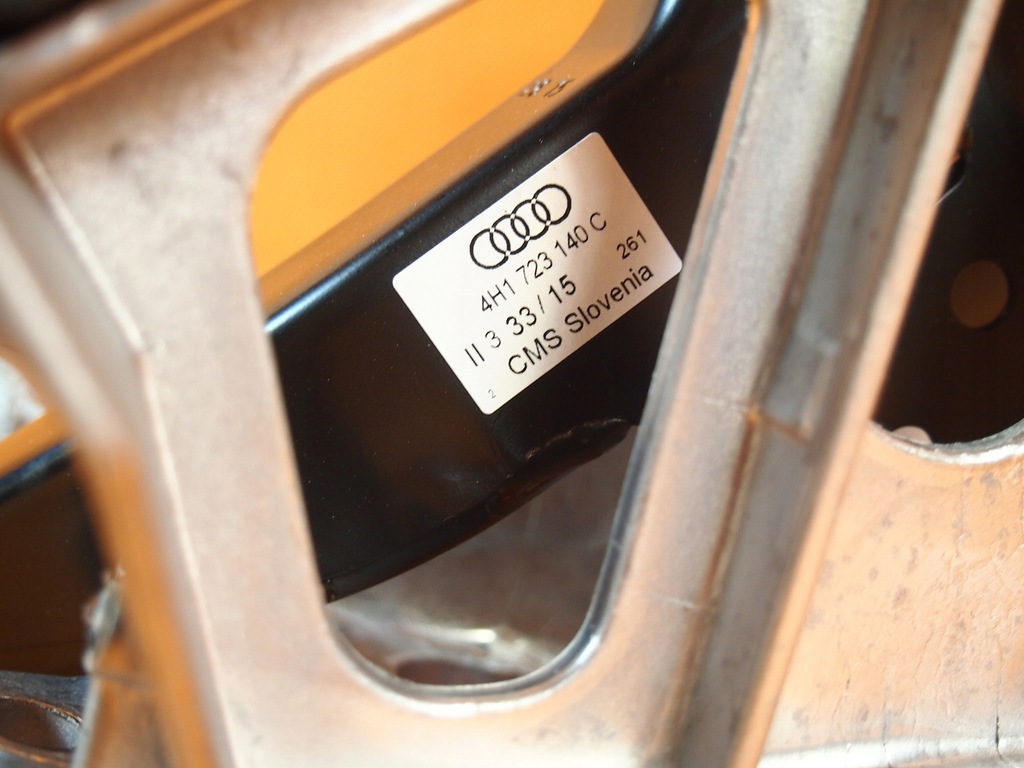 4H1 723 140 C
261
II 3 33/15
CMS Slovenia
2